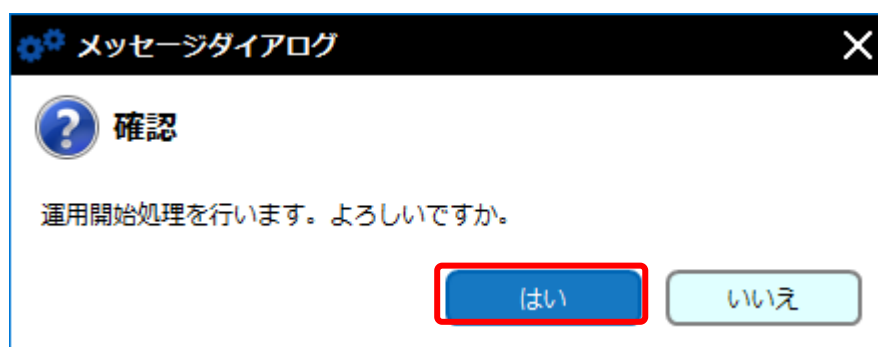 メッセージダイアログ
確認
運用開始処理を行います。よろしいですか。
はい
いいえ